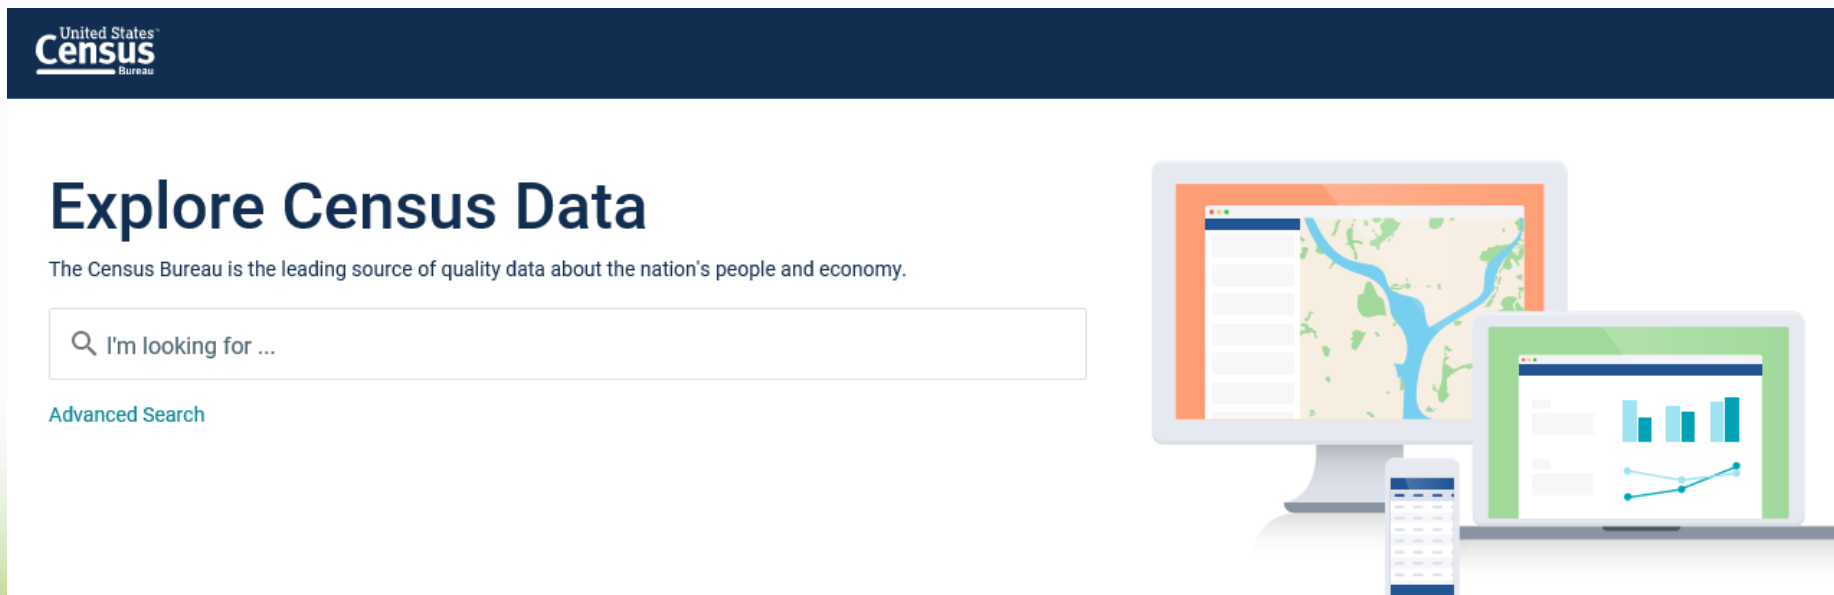 United States™
Census
Bureau
Explore Census Data
The Census Bureau is the leading source of quality data about the nation's people and economy.
I'm looking for ...
Advanced Search